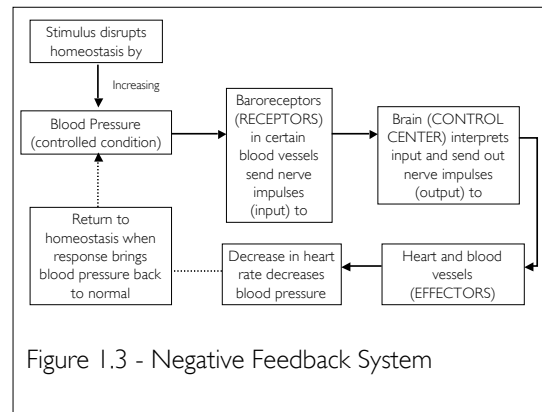 Stimulus disrupts
homeostasis by
Increasing
Blood Pressure
(controlled condition)
Baroreceptors
(RECEPTORS)
in certain
blood vessels
send nerve
impulses
(input) to
Brain (CONTROL
CENTER) interprets
input and send out
nerve impulses
(output) to
Heart and blood
vessels
(EFFECTORS)
Decrease in heart
rate decreases
blood pressure
Return to
homeostasis when
response brings
blood pressure back
to normal
Figure 1.3 - Negative Feedback System